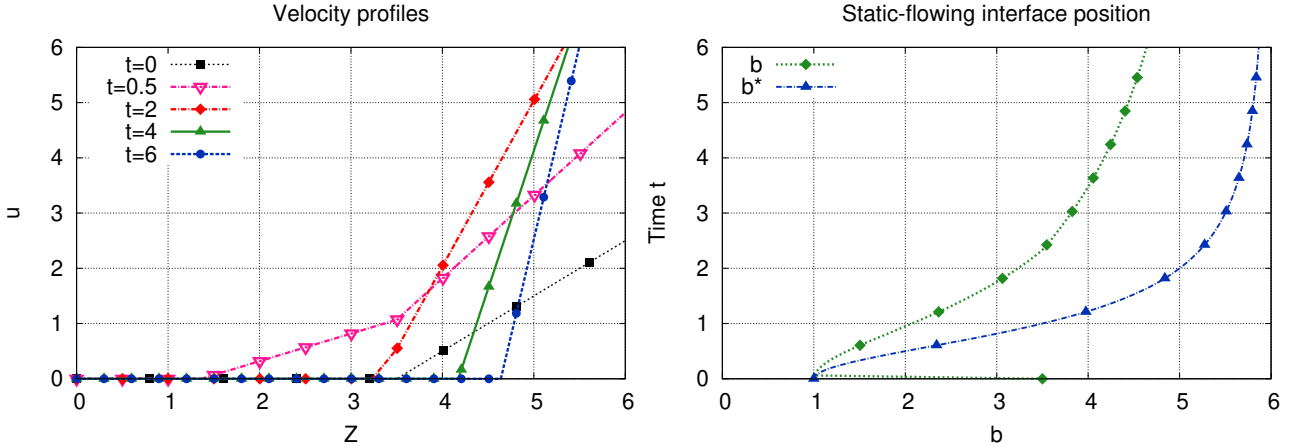 Velocity profiles
6
5
4
3
2
1
0
0 1 2 3 4 5 6
u
Z
t=0
t=0.5
t=2
t=4
t=6
Static-flowing interface position
6
5
4
3
2
1
0
0 1 2 3 4 5 6
Time t
b
b
b*